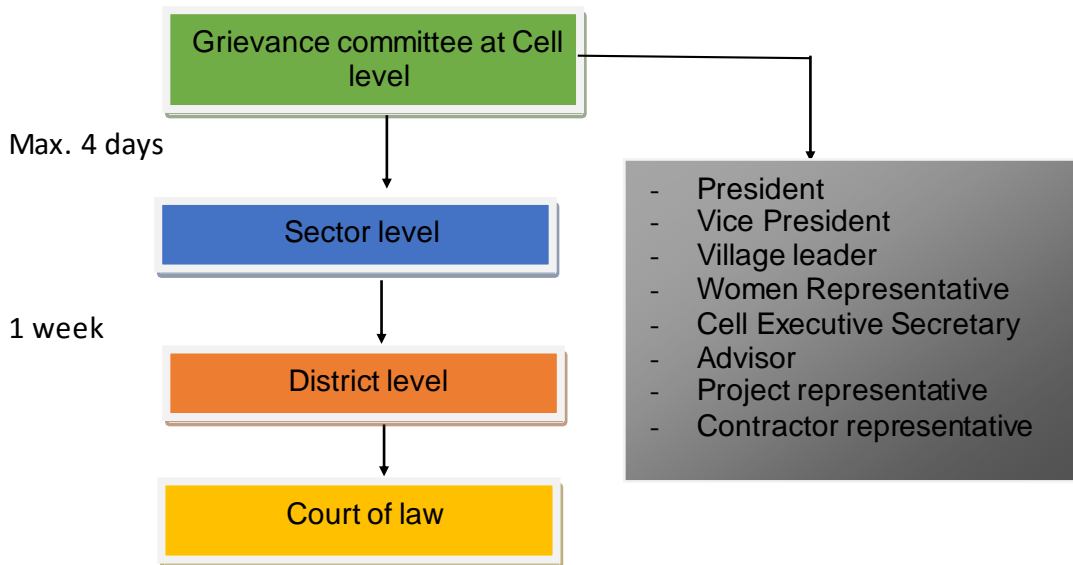 Grievance committee at Cell
level
Max. 4 days
Sector level
1 week
District level
Court of law
- President
- Vice President
- Village leader
- Women Representative
- Cell Executive Secretary
- Advisor
- Project representative
- Contractor representative